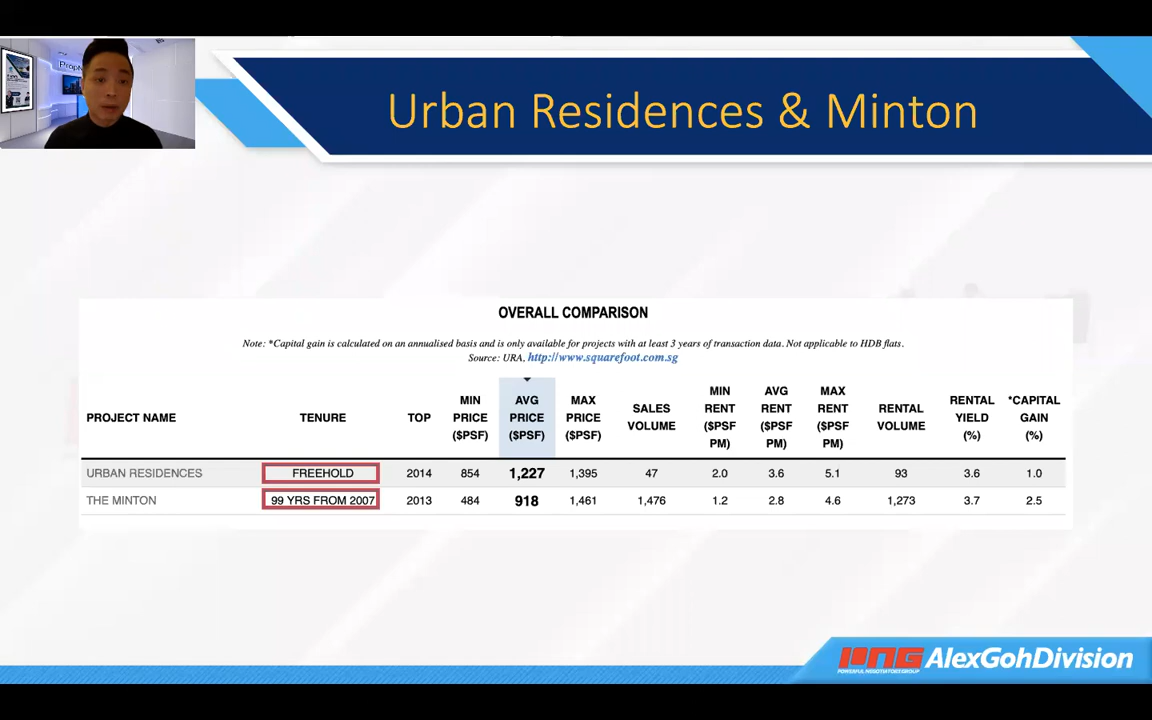 Urban Residences & Minton
OVERALL COMPARISON
Note: *Capital gain is calculated on an annualised basis and is only available for projects with at least 3 years of transaction data. Not applicable to HDB flats.
Source: URA, http://www.squarefoot.com.sg
PROJECT NAME TENURE TOP MIN PRICE ($PSF) AVG PRICE ($PSF) MAX PRICE ($PSF) SALES VOLUME MIN RENT ($PSF PM) AVG RENT ($PSF PM) MAX RENT ($PSF PM) RENTAL VOLUME RENTAL YIELD (%) *CAPITAL GAIN (%)
URBAN RESIDENCES FREEHOLD 2014 854 1,227 1,395 47 2.0 3.6 5.1 93 3.6 1.0
THE MINTON 99 YRS FROM 2007 2013 484 918 1,461 1,476 1.2 2.8 4.6 1,273 3.7 2.5
PNG AlexGohDivision
POWERFUL NEGOTIATORS GROUP